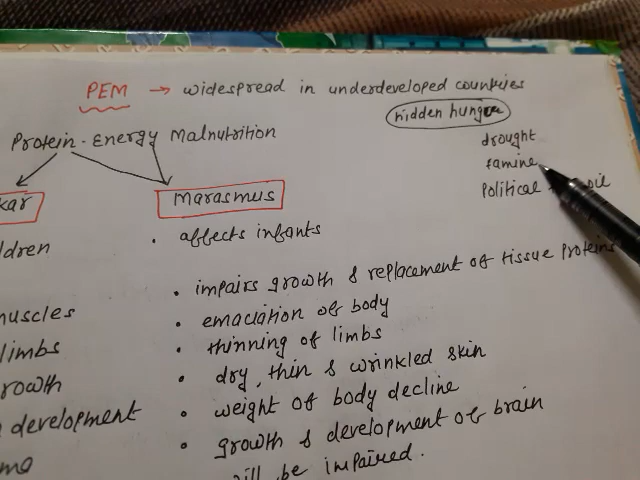 PEM → widespread in underdeveloped countries
hidden hunger
Protein-Energy Malnutrition
drought
famine
Political
kar
Marasmus
ldren
• affects infants
• impairs growth & replacement of tissue proteins
muscles
• emaciation of body
limbs
• thinning of limbs
rowth
• dry, thin & wrinkled skin
development
• weight of body decline
• growth & development of brain
will be impaired.